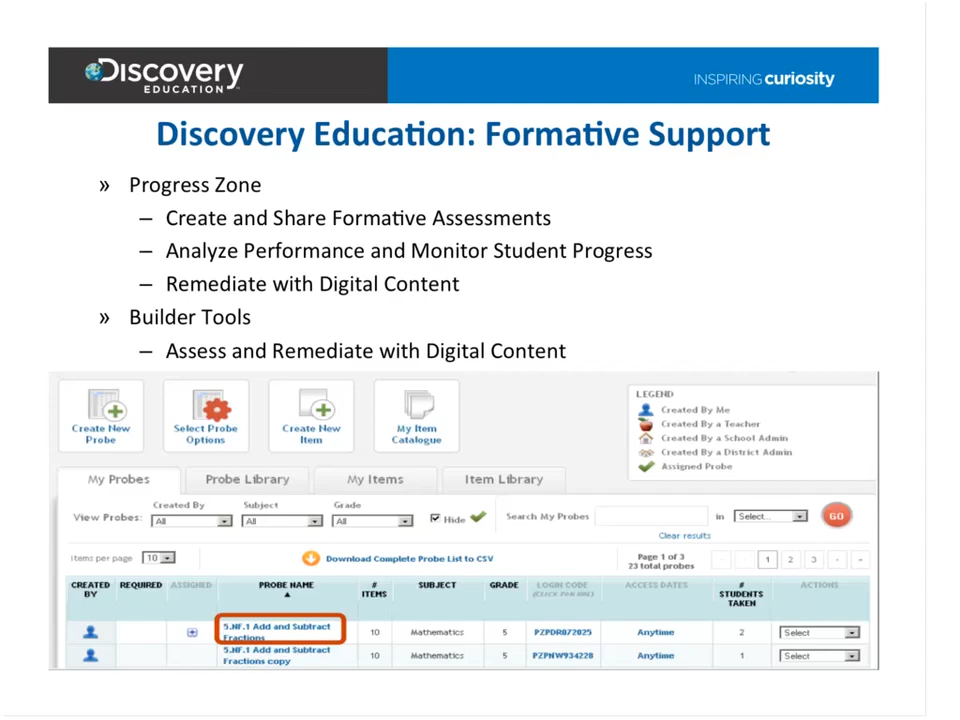 Discovery
EDUCATION™
INSPIRING curiosity
Discovery Education: Formative Support
» Progress Zone
– Create and Share Formative Assessments
– Analyze Performance and Monitor Student Progress
– Remediate with Digital Content
» Builder Tools
– Assess and Remediate with Digital Content
Create New
Probe
Select Probe
Options
Create New
Item
My Item
Catalogue
LEGEND
Created By Me
Created By a Teacher
Created By a School Admin
Created By a District Admin
Assigned Probe
My Probes Probe Library My Items Item Library
Created By Subject Grade
View Probes: All All All Hide Search My Probes in Select... GO
Clear results
Items per page 10 Download Complete Probe List to CSV
Page 1 of 3
23 total probes
1 2 3
CREATED
BY
REQUIRED
ASSIGNED
PROBE NAME
#
ITEMS
SUBJECT
GRADE
LOGIN CODE
(CLICK FOR URL)
ACCESS DATES
#
STUDENTS
TAKEN
ACTIONS
5.NF.1 Add and Subtract
Fractions
10 Mathematics 5 PZPDR872025 Anytime 2 Select
5.NF.1 Add and Subtract
Fractions copy
10 Mathematics 5 PZPNW934228 Anytime 1 Select